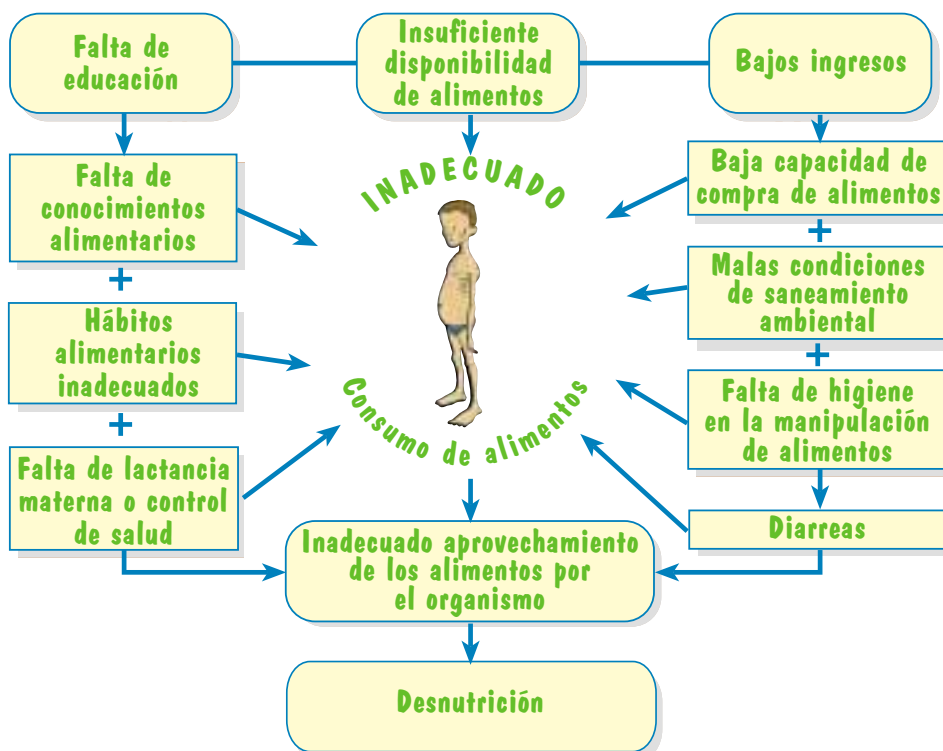 Falta de
educación
Insuficiente
disponibilidad
de alimentos
Bajos ingresos
Falta de
conocimientos
alimentarios
+
Hábitos
alimentarios
inadecuados
+
Falta de lactancia
materna o control
de salud
INADECUADO
Consumo de alimentos
Baja capacidad de
compra de alimentos
+
Malas condiciones
de saneamiento
ambiental
+
Falta de higiene
en la manipulación
de alimentos
Diarreas
Inadecuado aprovechamiento
de los alimentos por
el organismo
Desnutrición